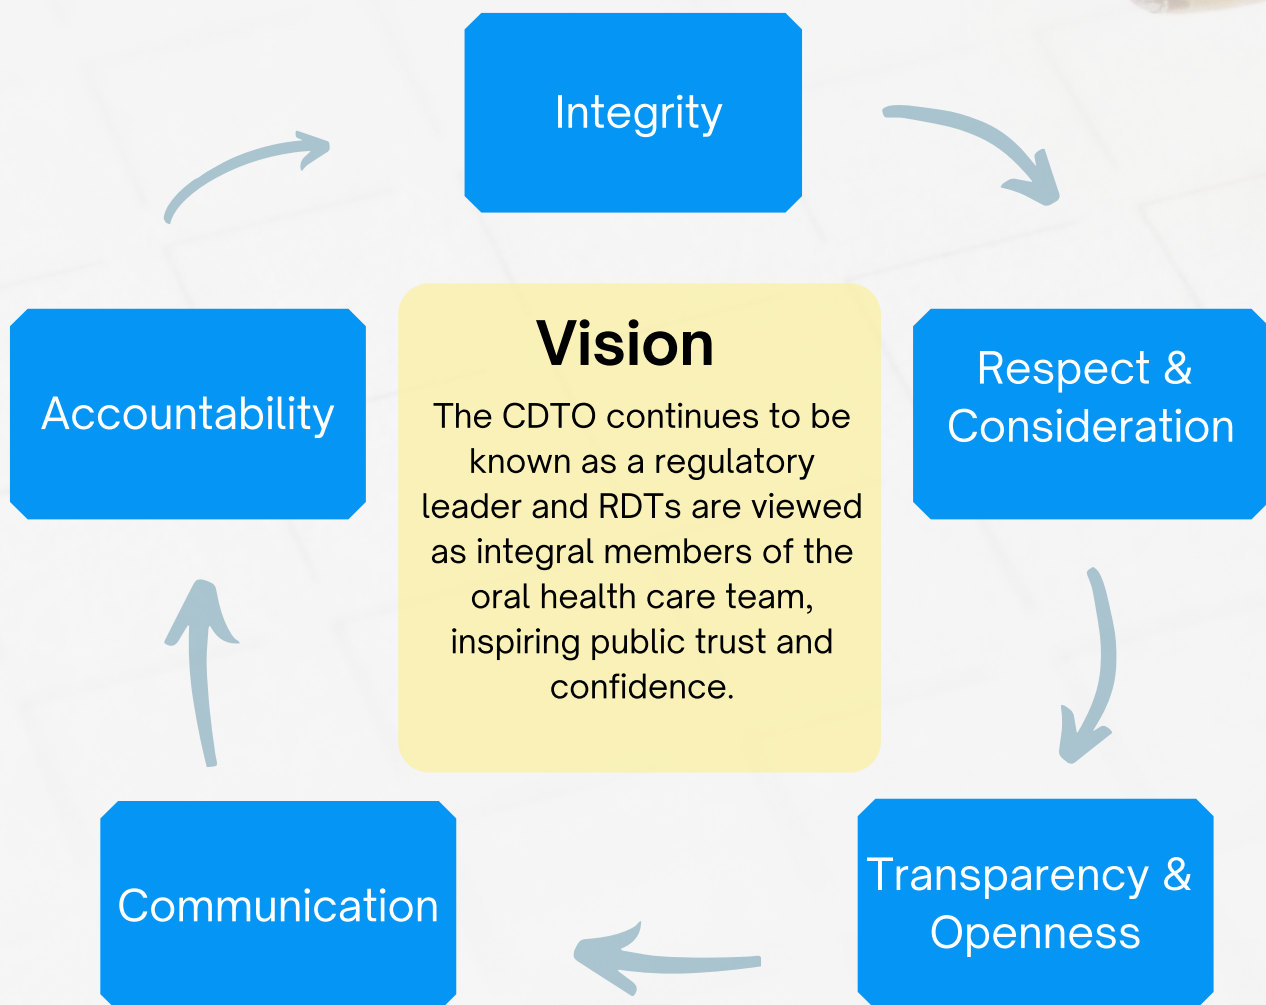 Integrity
Respect &
Consideration
Transparency &
Openness
Communication
Accountability
Vision
The CDTO continues to be
known as a regulatory
leader and RDTs are viewed
as integral members of the
oral health care team,
inspiring public trust and
confidence.